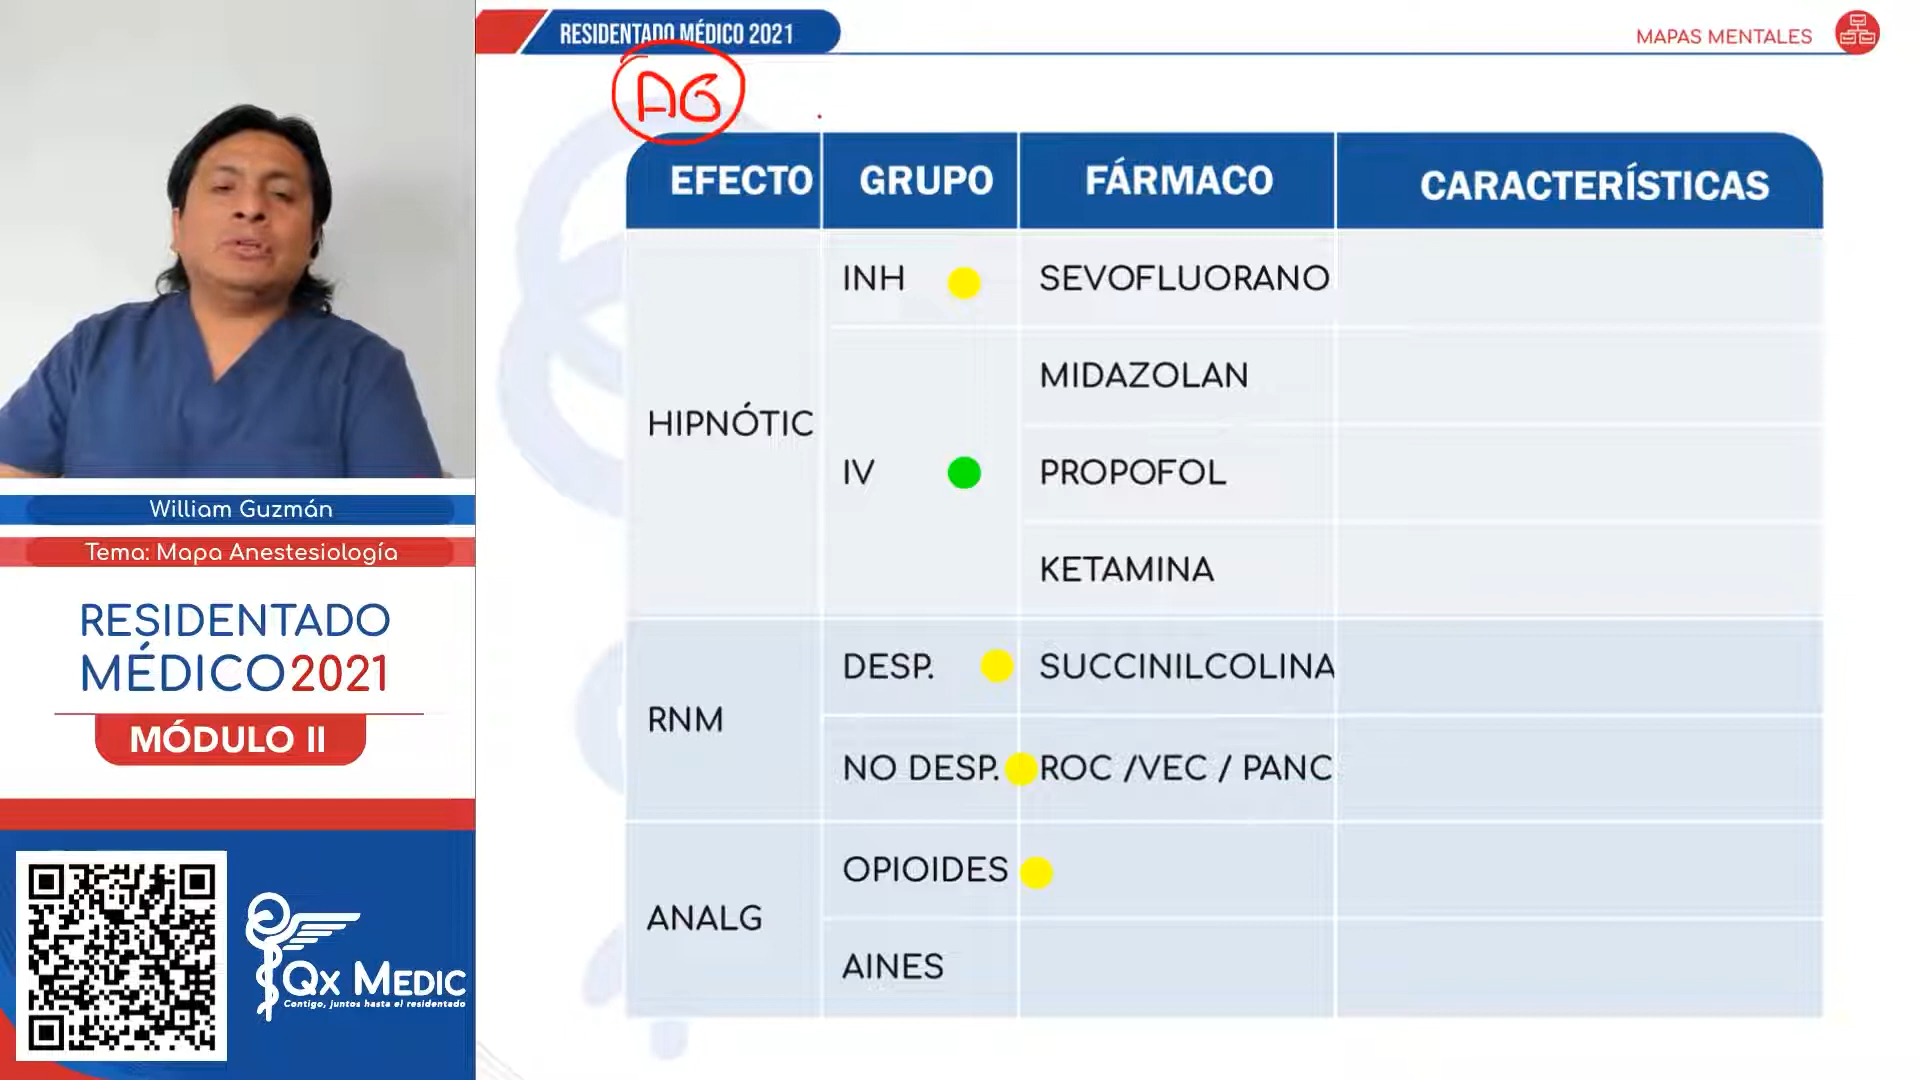 RESIDENTADO MÉDICO 2021
MAPAS MENTALES
AG
EFECTO GRUPO FÁRMACO CARACTERÍSTICAS
HIPNÓTIC
INH SEVOFLUORANO
MIDAZOLAN
IV PROPOFOL
KETAMINA
RNM
DESP. SUCCINILCOLINA
NO DESP. ROC /VEC / PANC
ANALG
OPIOIDES
AINES
William Guzmán
Tema: Mapa Anestesiología
RESIDENTADO
MÉDICO 2021
MÓDULO II
QX MEDIC
Contigo, juntos hasta el residentado